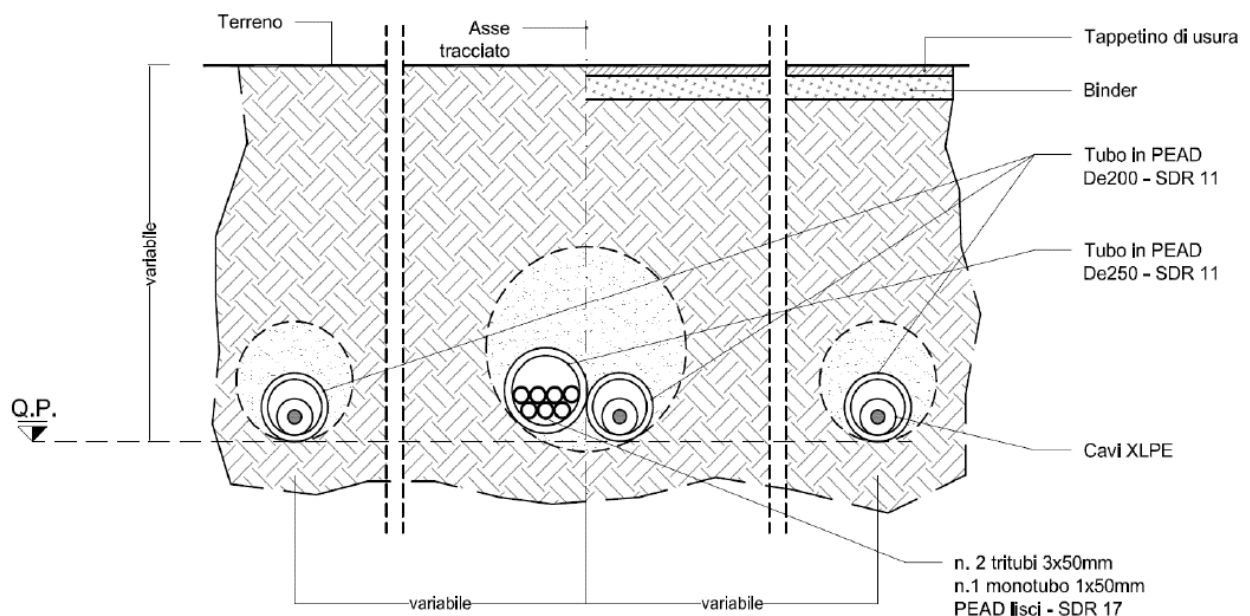 Terreno
Asse
tracciato
Tappetino di usura
Binder
Tubo in PEAD
De200 - SDR 11
variabile
Tubo in PEAD
De250 - SDR 11
Q.P.
Cavi XLPE
n. 2 tritubi 3x50mm
n.1 monotubo 1x50mm
PEAD lisci - SDR 17
variabile
variabile